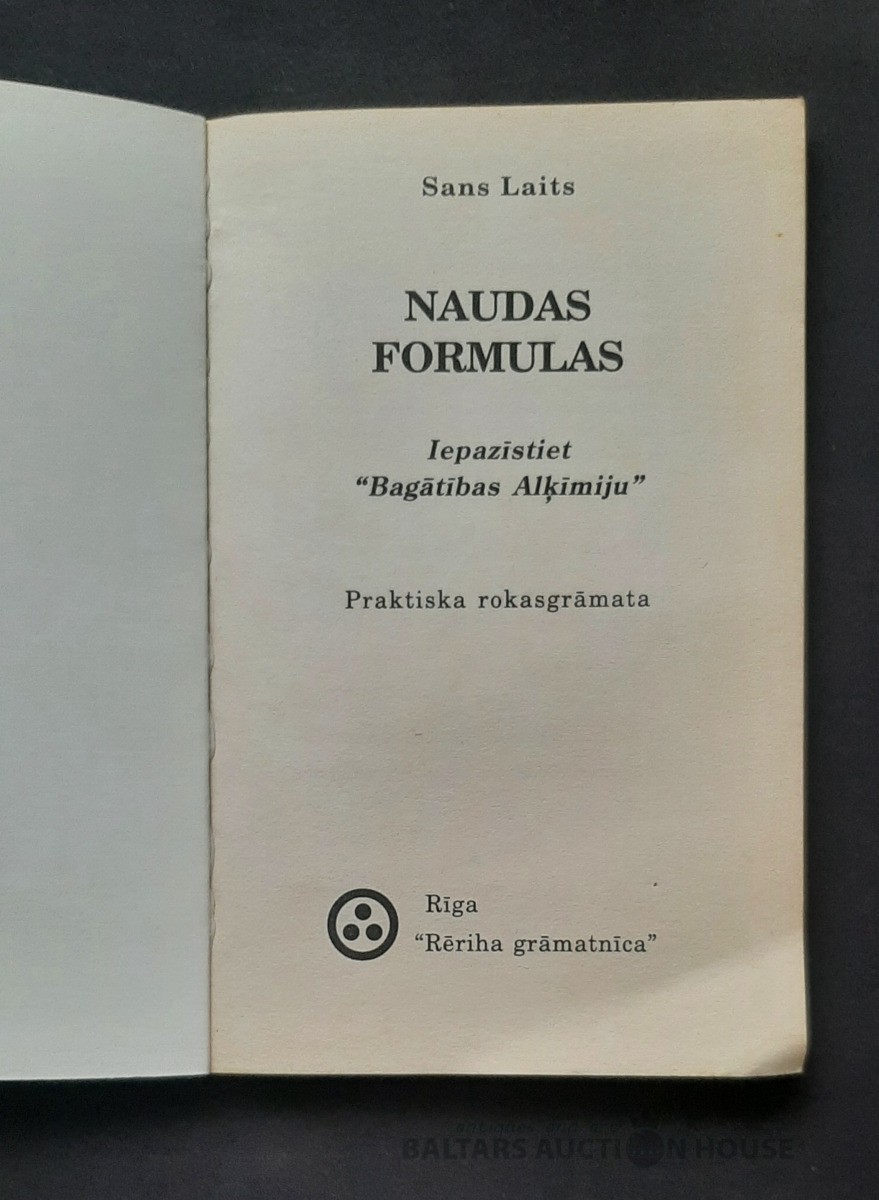 Sans Laits
NAUDAS
FORMULAS
Iepazīstiet
“Bagātības Alķīmiju”
Praktiska rokasgrāmata
Rīga
“Rēriha grāmatnīca”
BALTARS AUCTION HOUSE